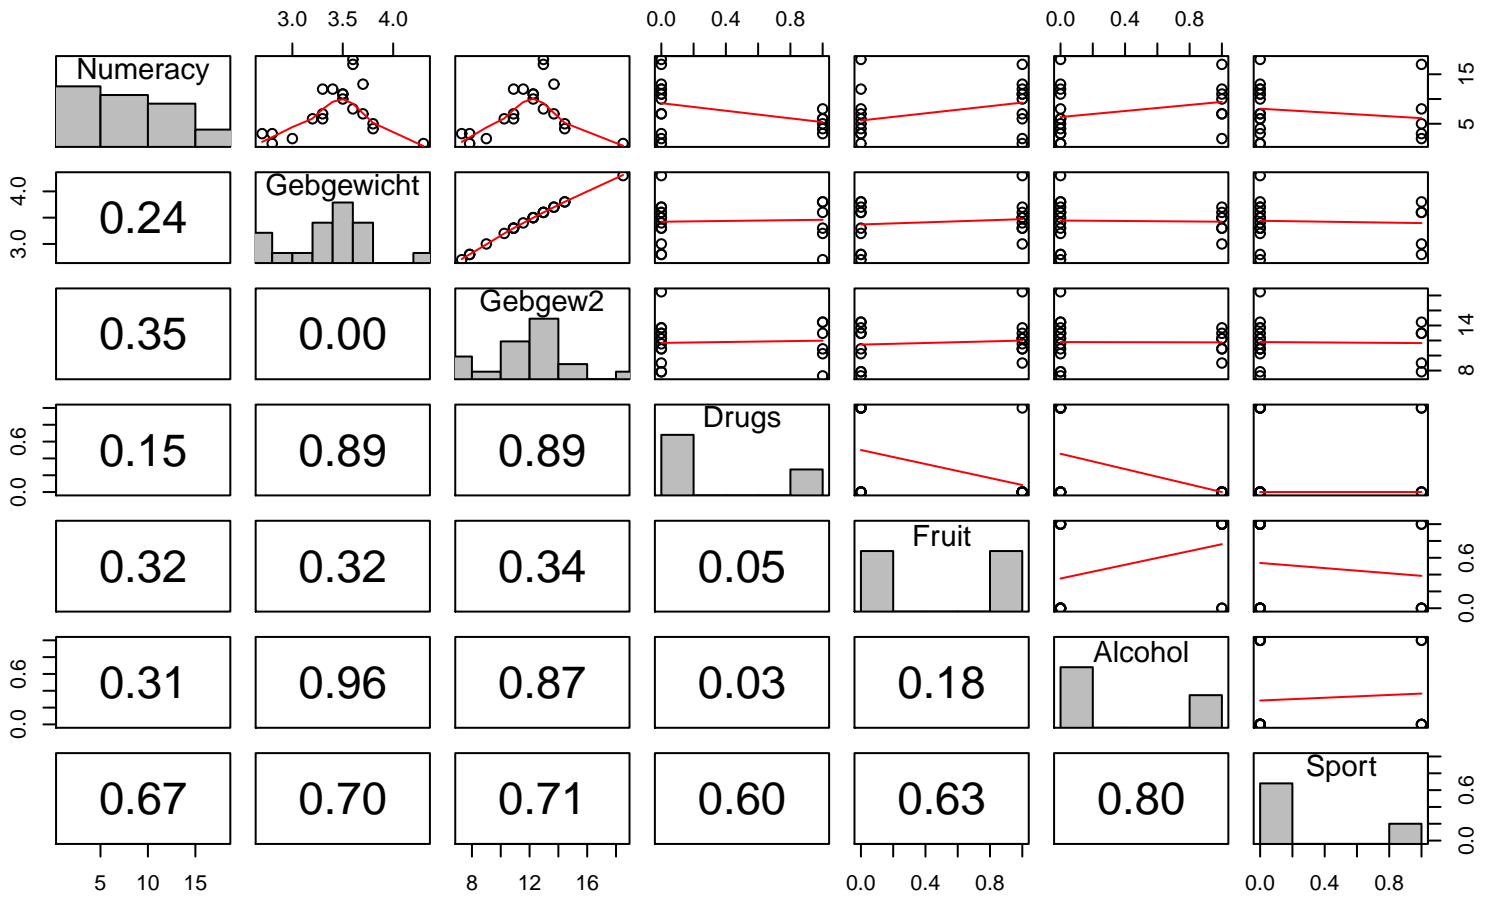 3.0 3.5 4.0 0.0 0.4 0.8 0.0 0.4 0.8
Numeracy 5 15
3.0 4.0 0.24 Gebgewicht
0.35 0.00 Gebgew2 8 14
0.0 0.6 0.15 0.89 0.89 Drugs
0.32 0.32 0.34 0.05 Fruit 0.0 0.6
0.0 0.6 0.31 0.96 0.87 0.03 0.18 Alcohol
0.67 0.70 0.71 0.60 0.63 0.80 Sport 0.0 0.6
5 10 15 8 12 16 0.0 0.4 0.8 0.0 0.4 0.8